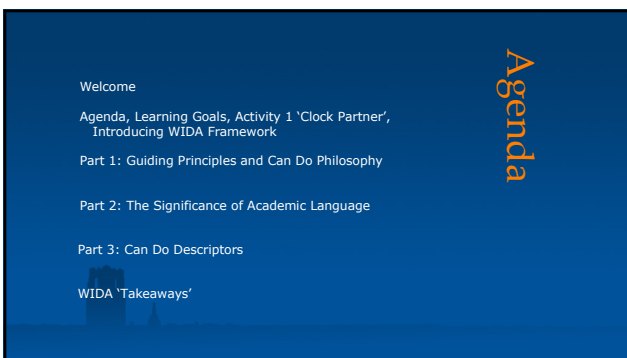 Agenda
Welcome
Agenda, Learning Goals, Activity 1 ‘Clock Partner’,
Introducing WIDA Framework
Part 1: Guiding Principles and Can Do Philosophy
Part 2: The Significance of Academic Language
Part 3: Can Do Descriptors
WIDA ‘Takeaways’